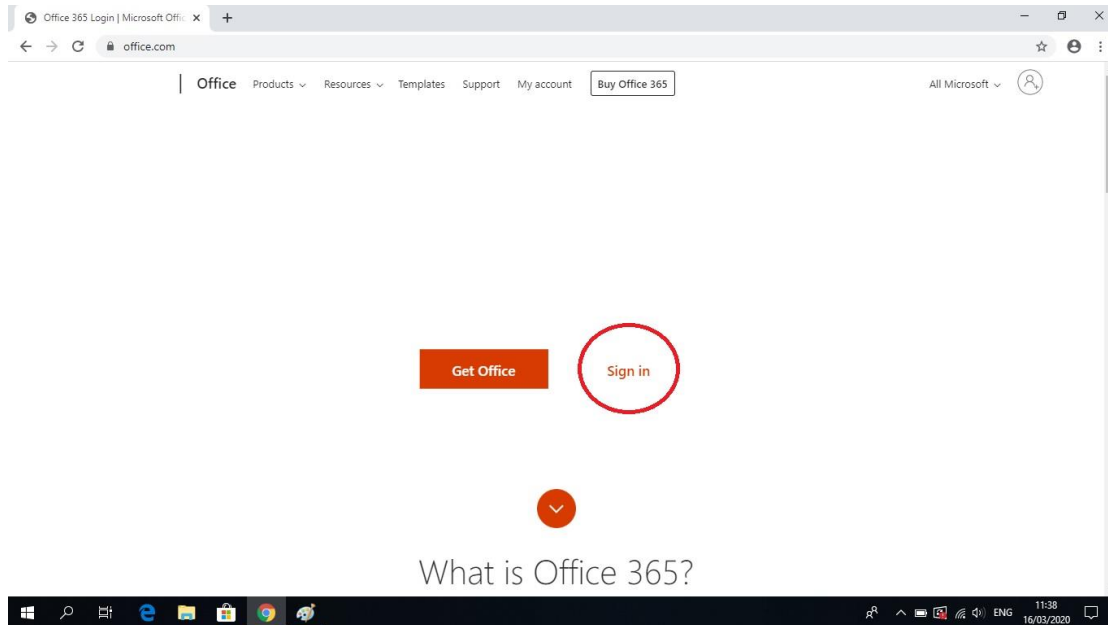 Office 365 Login | Microsoft Offic
office.com
Office Products Resources Templates Support My account Buy Office 365 All Microsoft
Get Office Sign in
What is Office 365?
ENG 11:38
16/03/2020